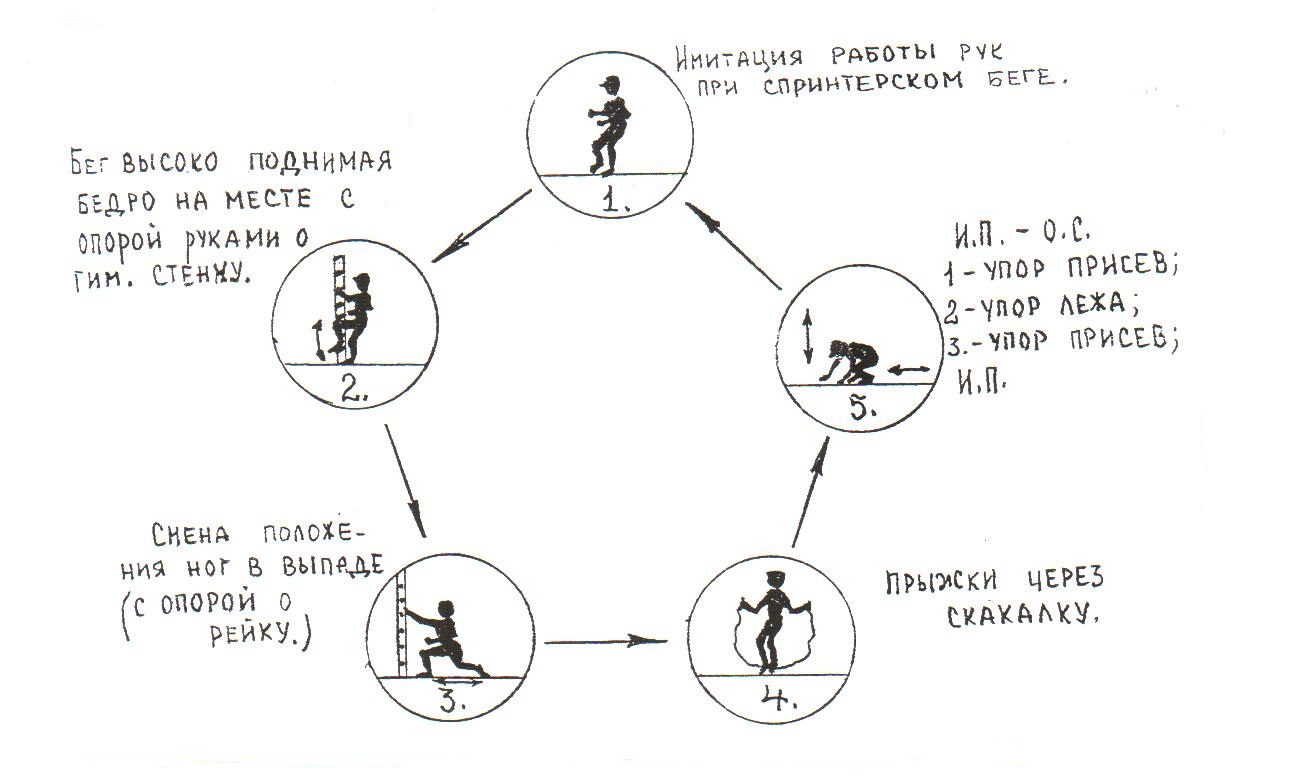 Имитация работы рук
при спринтерском беге.
1.
Бег высоко поднимая
бедро на месте с
опорой руками о
гим. стенку.
2.
Смена положе-
ния ног в выпаде
(с опорой о
рейку.)
3.
Прыжски через
скакалку.
4.
И.П. - О.С.
1 - упор присев;
2 - упор лежа;
3. - упор присев;
И.П.
5.